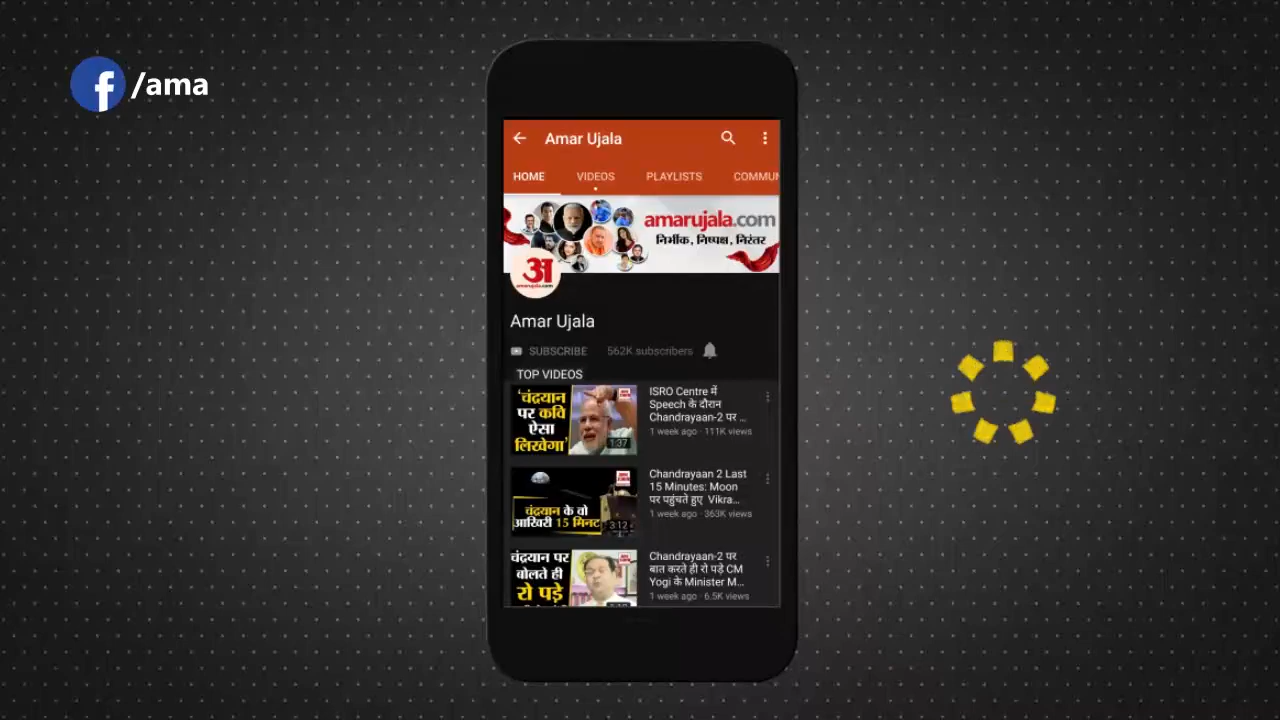 f/ama
Amar Ujala
HOME VIDEOS PLAYLISTS COMMUN
amarujala.com
निर्भीक, निष्पक्ष, निरंतर
अ
amarujala.com
Amar Ujala
SUBSCRIBE 562K subscribers
TOP VIDEOS
'चंद्रयान
पर कवि
ऐसा
लिखेगा'
1:37
ISRO Centre में
Speech के दौरान
Chandrayaan-2 पर ...
1 week ago · 111K views
चंद्रयान के वो
आखिरी 15 मिनट
3:12
Chandrayaan 2 Last
15 Minutes: Moon
पर पहुंचते हुए Vikra...
1 week ago · 363K views
चंद्रयान पर
बोलते ही
रो पड़े
Chandrayaan-2 पर
बात करते ही रो पड़े CM
Yogi के Minister M...
1 week ago · 6.5K views